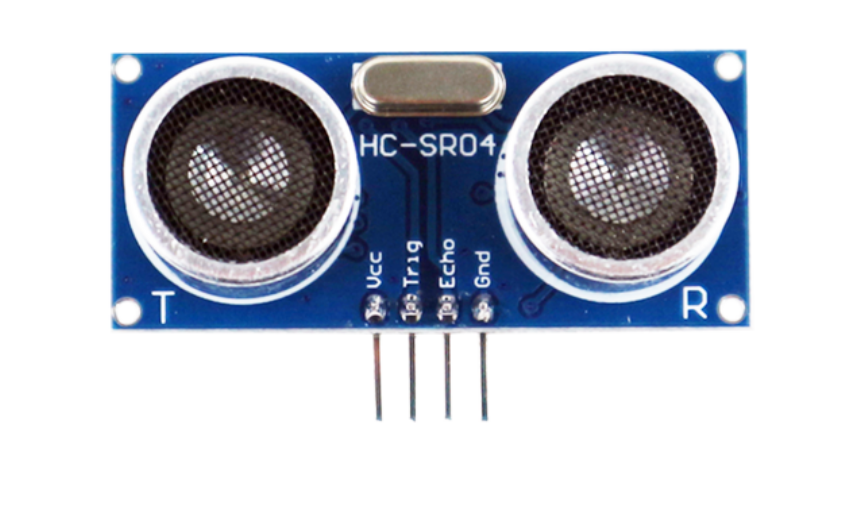 HC-SR04
Vcc
Trig
Echo
Gnd
T
R